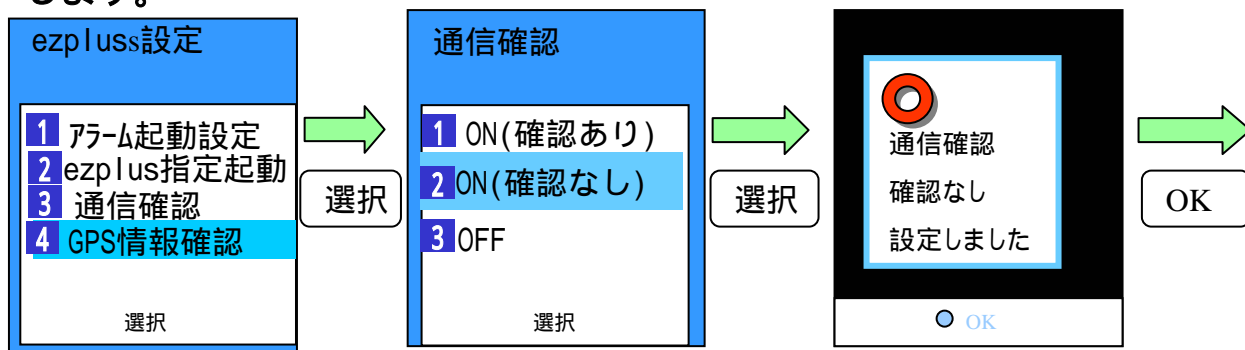 します。
ezpluss設定
1 アラーム起動設定
2 ezplus指定起動
3 通信確認
4 GPS情報確認
選択
選択
通信確認
1 ON(確認あり)
2 ON(確認なし)
3 OFF
選択
選択
通信確認
確認なし
設定しました
OK
OK